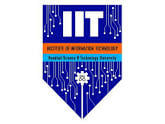 IIT
INSTITUTE OF INFORMATION TECHNOLOGY
Noakhali Science & Technology University